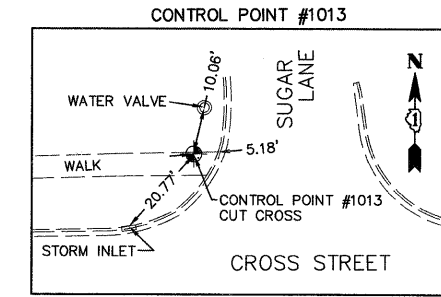 CONTROL POINT #1013
10.06'
SUGAR
LANE
N
WATER VALVE
1
5.18'
WALK
20.77'
CONTROL POINT #1013
CUT CROSS
STORM INLET
CROSS STREET